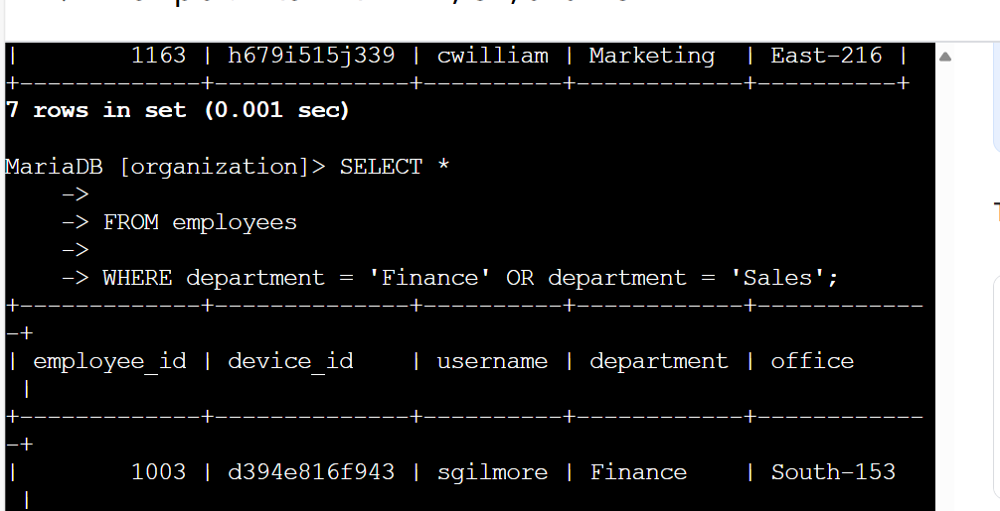 | 1163 | h679i515j339 | cwilliam | Marketing | East-216 |
+-------------+--------------+----------+------------+----------+
7 rows in set (0.001 sec)
MariaDB [organization]> SELECT *
->
-> FROM employees
->
-> WHERE department = 'Finance' OR department = 'Sales';
+-------------+--------------+----------+------------+------------
-+
| employee_id | device_id | username | department | office
|
+-------------+--------------+----------+------------+------------
-+
| 1003 | d394e816f943 | sgilmore | Finance | South-153
|